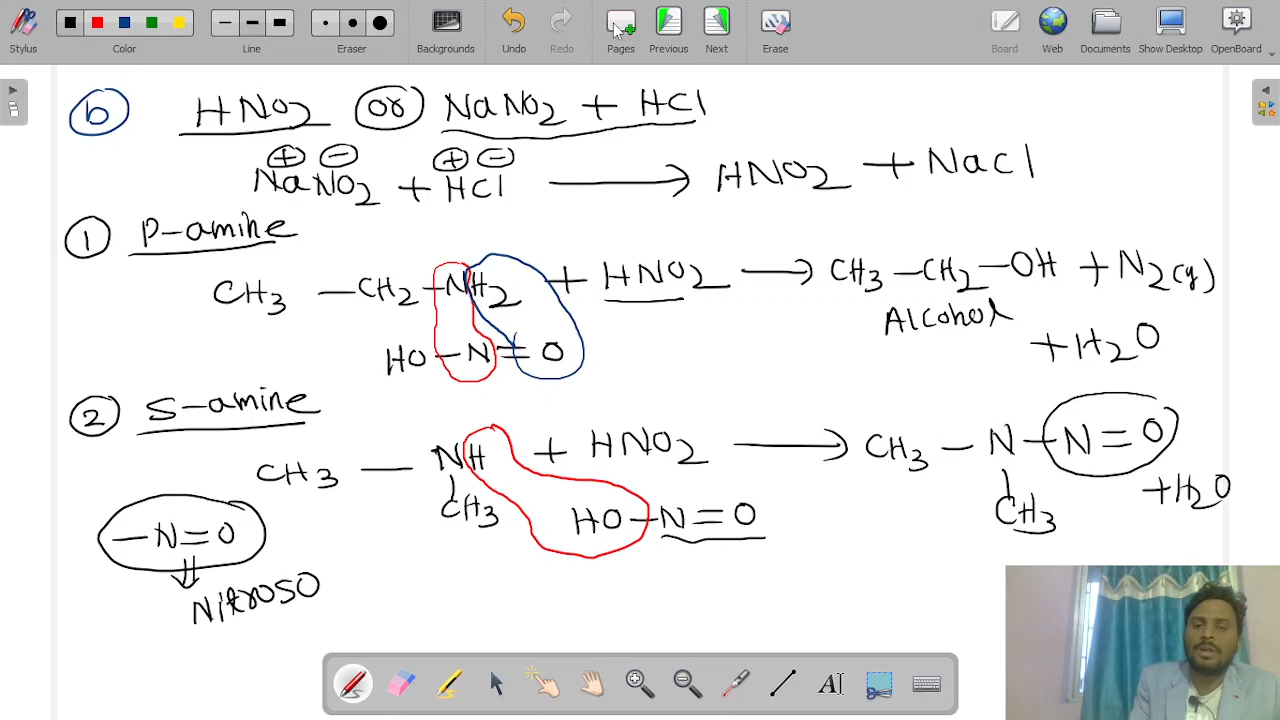 Stylus Color Line Eraser Backgrounds Undo Redo Pages Previous Next Erase Board Web Documents Show Desktop OpenBoard
b HNO2 or NaNO2 + HCl
+ - + -
NaNO2 + HCl → HNO2 + NaCl
1 P-amine
CH3 — CH2 - NH2 + HNO2 → CH3 - CH2 - OH + N2(g)
Alcohol
+ H2O
HO - N = O
2 S-amine
CH3 — NH + HNO2 → CH3 - N - N = O
CH3 CH3 + H2O
HO - N = O
- N = O
⇓
Nitroso